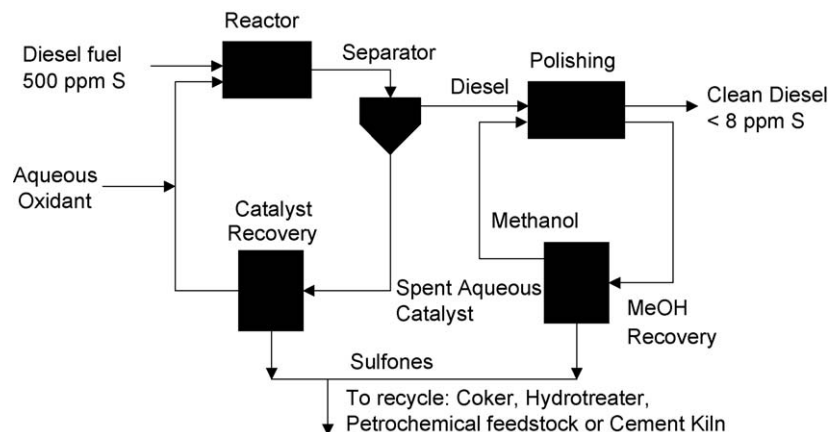 Reactor
Diesel fuel
500 ppm S
Separator
Polishing
Diesel
Clean Diesel
< 8 ppm S
Aqueous
Oxidant
Catalyst
Recovery
Methanol
Spent Aqueous
Catalyst
MeOH
Recovery
Sulfones
To recycle: Coker, Hydrotreater,
Petrochemical feedstock or Cement Kiln